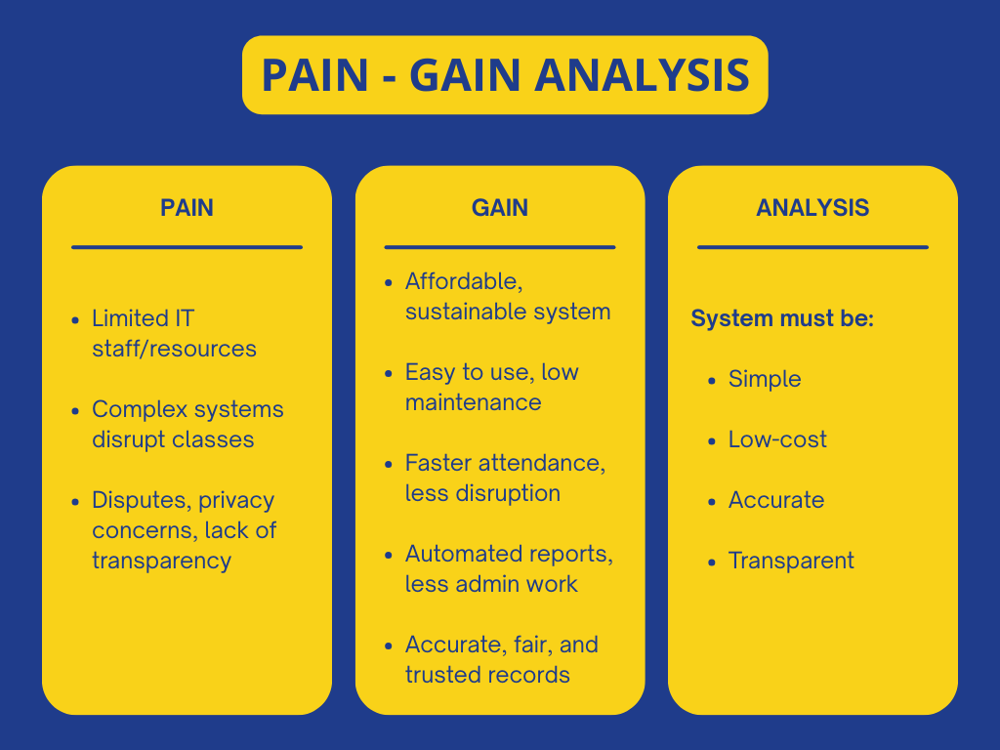 PAIN - GAIN ANALYSIS
PAIN
• Limited IT
staff/resources
• Complex systems
disrupt classes
• Disputes, privacy
concerns, lack of
transparency
GAIN
• Affordable,
sustainable system
• Easy to use, low
maintenance
• Faster attendance,
less disruption
• Automated reports,
less admin work
• Accurate, fair, and
trusted records
ANALYSIS
System must be:
• Simple
• Low-cost
• Accurate
• Transparent